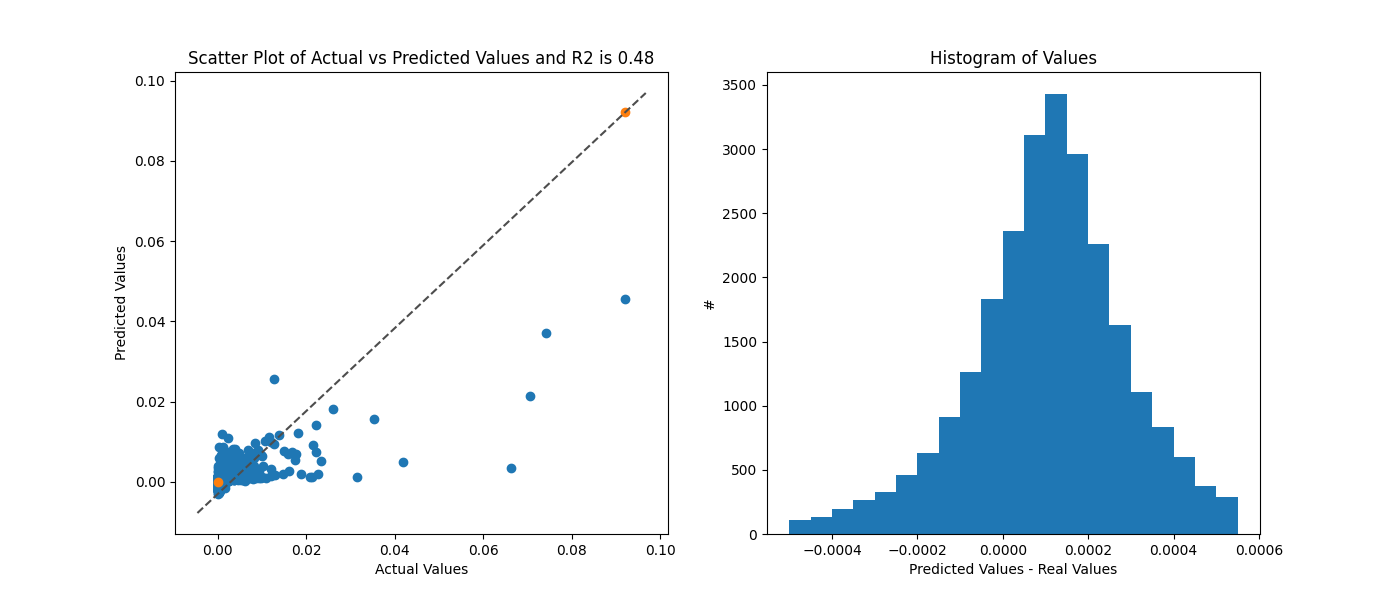 Scatter Plot of Actual vs Predicted Values and R2 is 0.48
0.10
0.08
0.06
0.04
0.02
0.00
Predicted Values
0.00 0.02 0.04 0.06 0.08 0.10
Actual Values
Histogram of Values
3500
3000
2500
2000
1500
1000
500
0
#
−0.0004 −0.0002 0.0000 0.0002 0.0004 0.0006
Predicted Values - Real Values